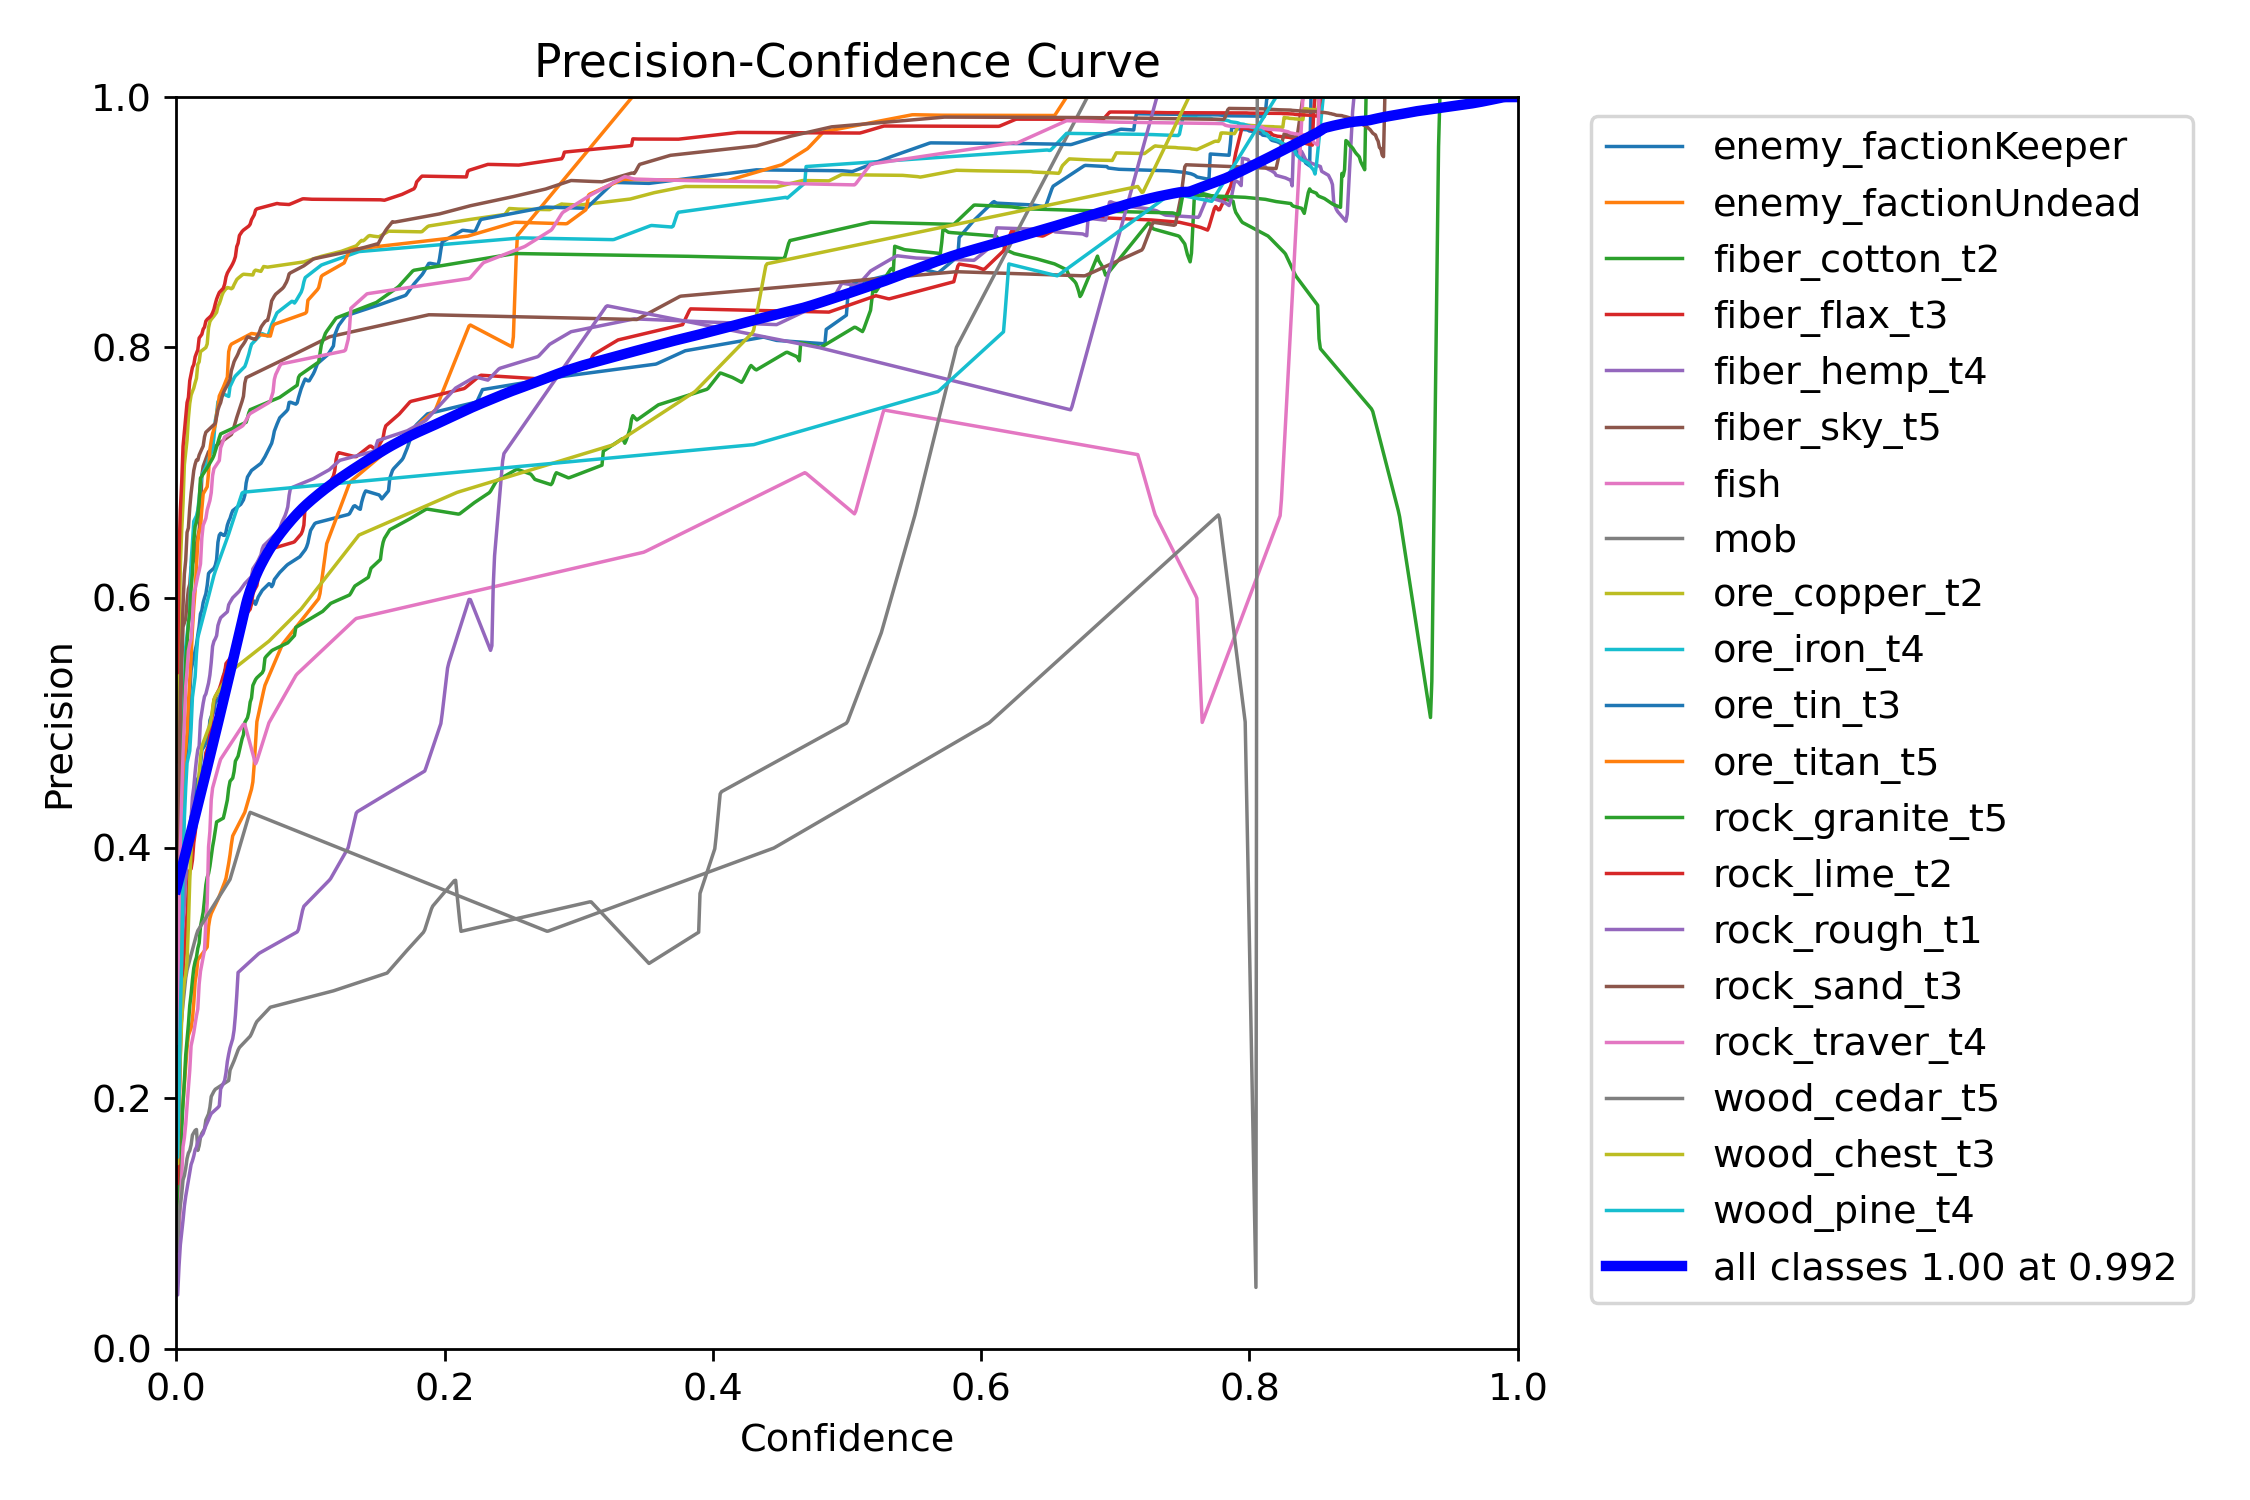 Precision-Confidence Curve
1.0
0.8
0.6
0.4
0.2
0.0
Precision
0.0 0.2 0.4 0.6 0.8 1.0
Confidence
enemy_factionKeeper
enemy_factionUndead
fiber_cotton_t2
fiber_flax_t3
fiber_hemp_t4
fiber_sky_t5
fish
mob
ore_copper_t2
ore_iron_t4
ore_tin_t3
ore_titan_t5
rock_granite_t5
rock_lime_t2
rock_rough_t1
rock_sand_t3
rock_traver_t4
wood_cedar_t5
wood_chest_t3
wood_pine_t4
all classes 1.00 at 0.992